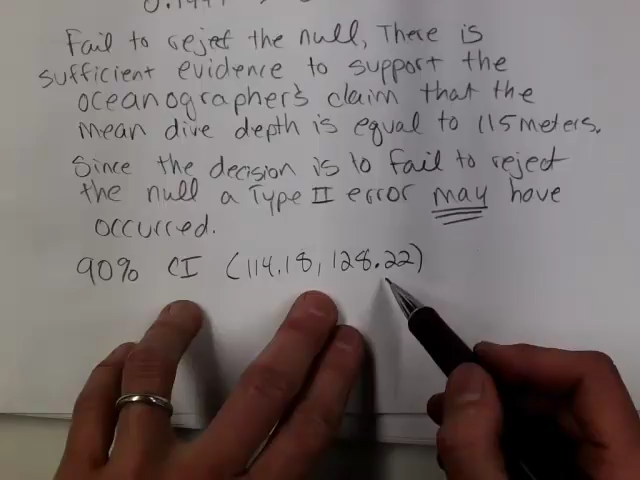 Fail to reject the null, There is
sufficient evidence to support the
oceanographer's claim that the
mean dive depth is equal to 115 meters.
Since the decision is to fail to reject
the null a Type II error may have
occurred.
90% CI (114.18, 128.22)